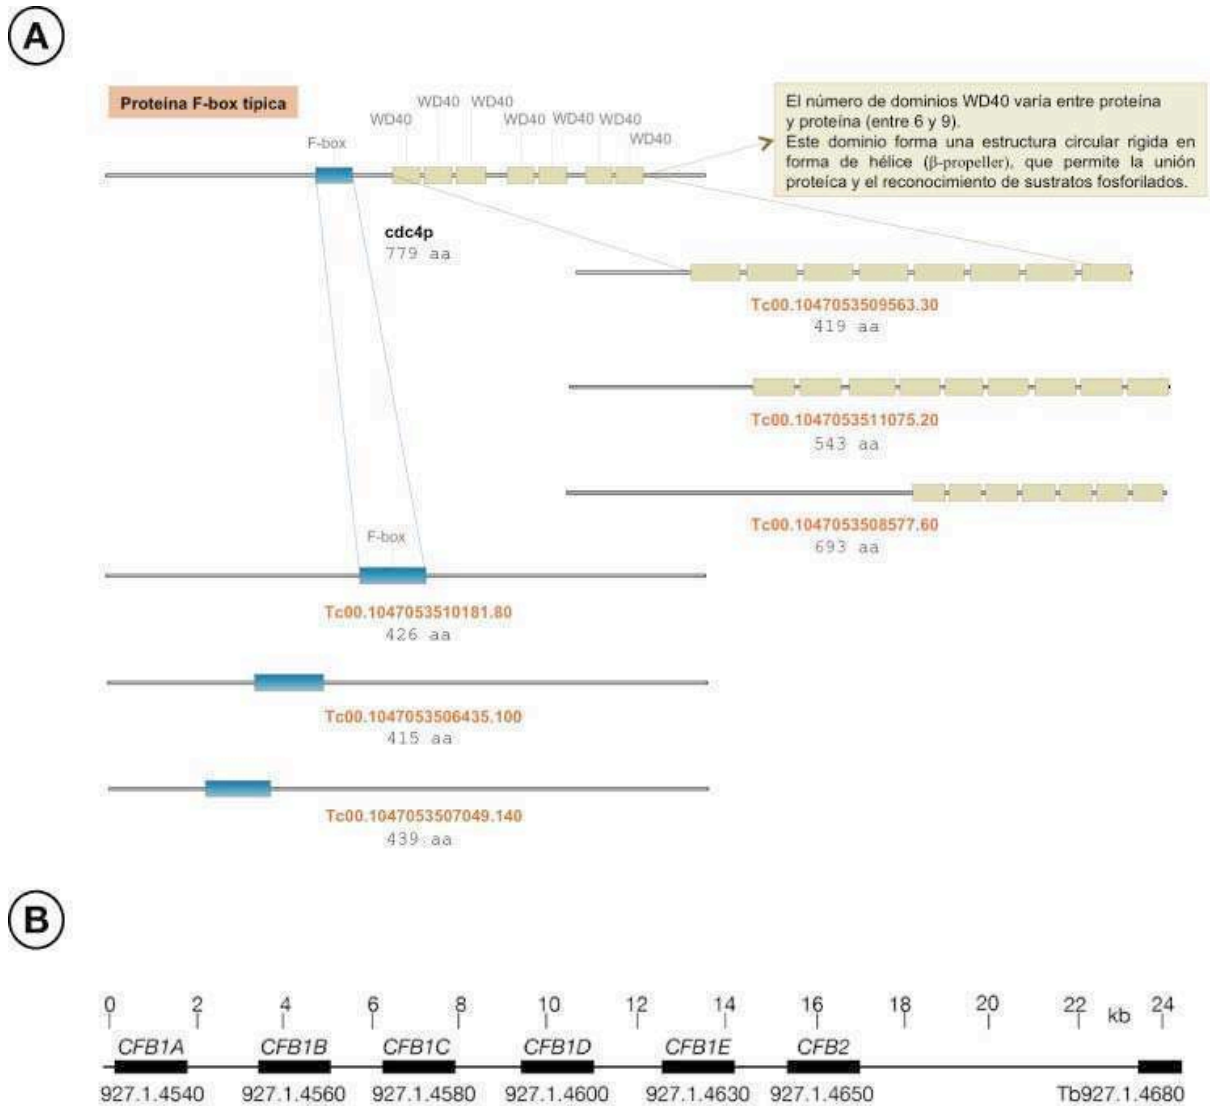 A
Proteína F-box típica
WD40 WD40
WD40 WD40 WD40 WD40
WD40
F-box
El número de dominios WD40 varía entre proteína
y proteína (entre 6 y 9).
Este dominio forma una estructura circular rígida en
forma de hélice (β-propeller), que permite la unión
proteíca y el reconocimiento de sustratos fosforilados.
cdc4p
779 aa
Tc00.1047053509563.30
419 aa
Tc00.1047053511075.20
543 aa
Tc00.1047053508577.60
693 aa
F-box
Tc00.1047053510181.80
426 aa
Tc00.1047053506435.100
415 aa
Tc00.1047053507049.140
439 aa
B
0 2 4 6 8 10 12 14 16 18 20 22 kb 24
CFB1A CFB1B CFB1C CFB1D CFB1E CFB2
927.1.4540 927.1.4560 927.1.4580 927.1.4600 927.1.4630 927.1.4650 Tb927.1.4680